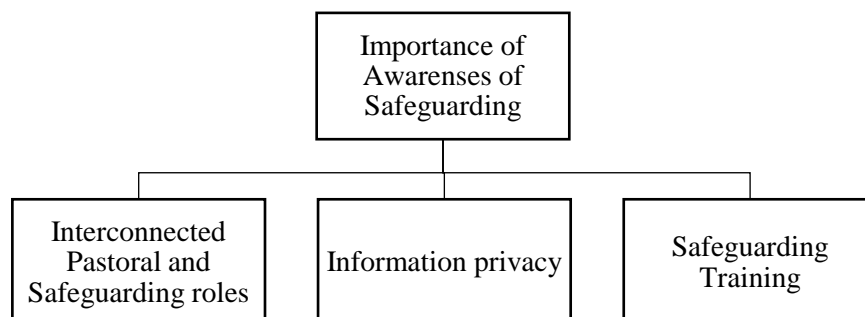 Importance of
Awarenses of
Safeguarding
Interconnected
Pastoral and
Safeguarding roles
Information privacy
Safeguarding
Training